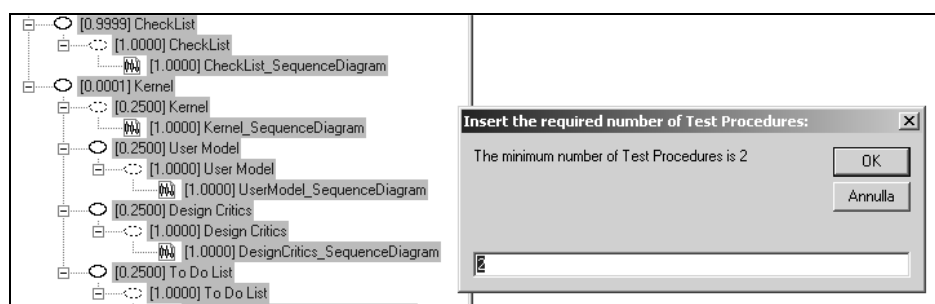 [0.9999] CheckList
[1.0000] CheckList
[1.0000] CheckList_SequenceDiagram
[0.0001] Kernel
[0.2500] Kernel
[1.0000] Kernel_SequenceDiagram
[0.2500] User Model
[1.0000] User Model
[1.0000] UserModel_SequenceDiagram
[0.2500] Design Critics
[1.0000] Design Critics
[1.0000] DesignCritics_SequenceDiagram
[0.2500] To Do List
[1.0000] To Do List
Insert the required number of Test Procedures:
The minimum number of Test Procedures is 2
OK
Annulla
2